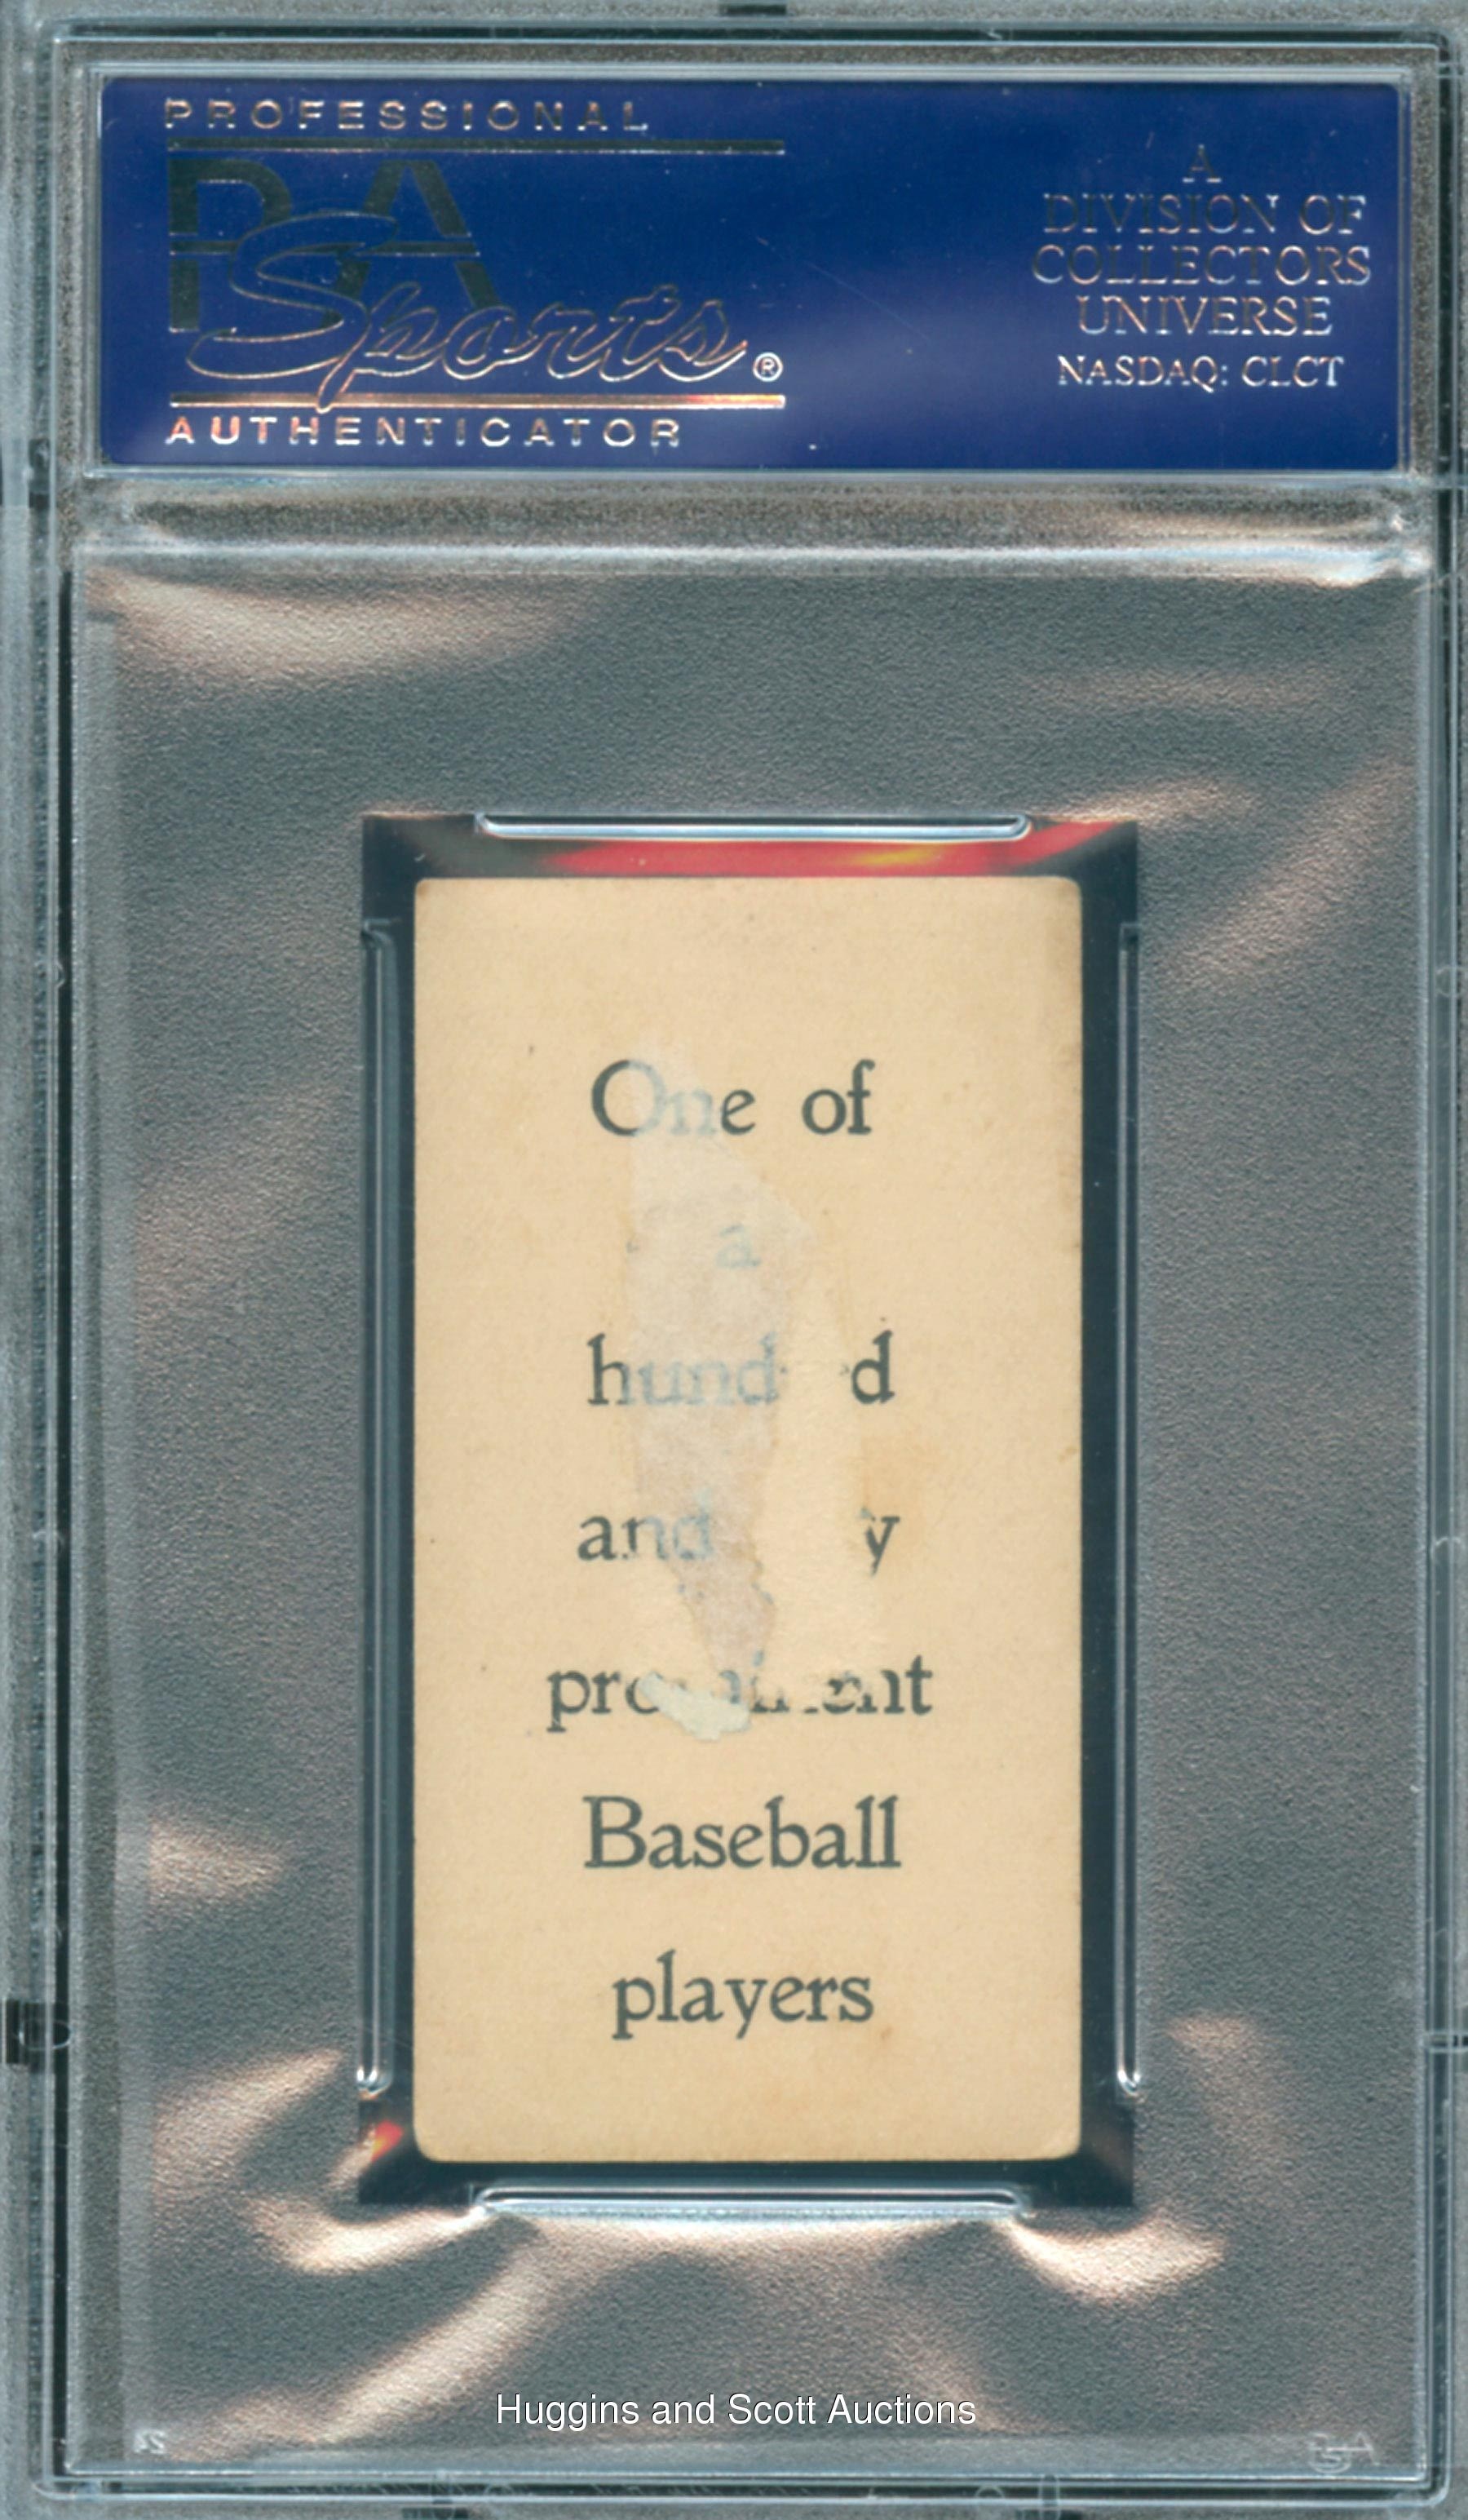 PROFESSIONAL
PSA
Sports®
AUTHENTICATOR
A
DIVISION OF
COLLECTORS
UNIVERSE
NASDAQ: CLCT
One of
a
and
Baseball
players
Huggins and Scott Auctions
PSA